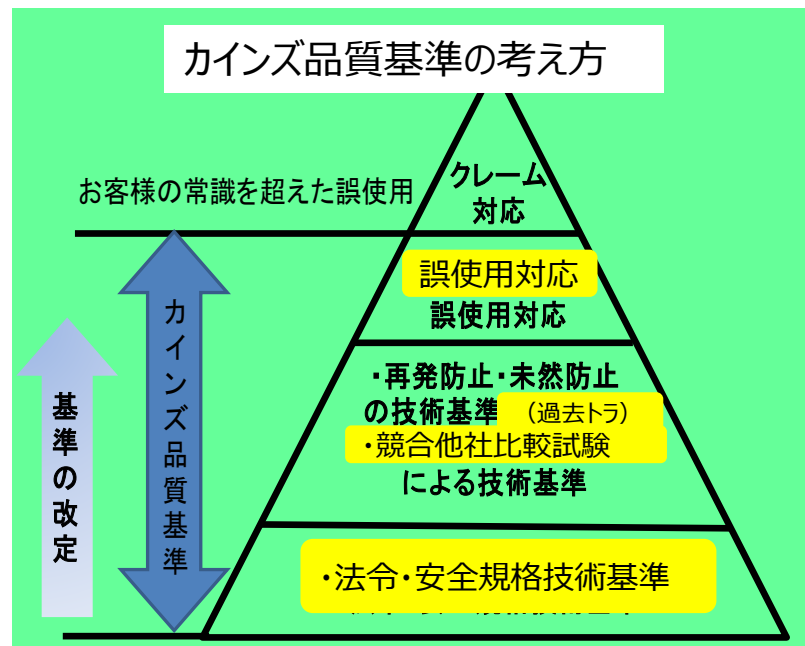 カインズ品質基準の考え方
お客様の常識を超えた誤使用
クレーム
対応
誤使用対応
誤使用対応
・再発防止・未然防止
の技術基準 (過去トラ)
・競合他社比較試験
による技術基準
・法令・安全規格技術基準
カインズ品質基準
基準の改定